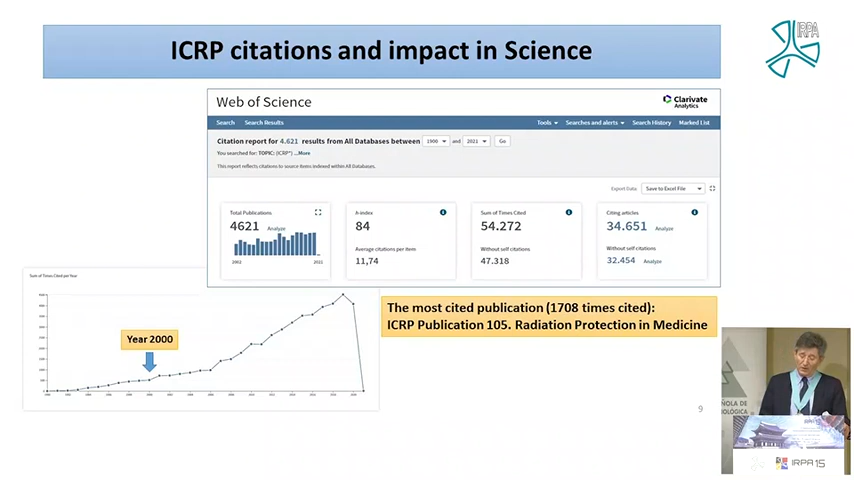 ICRP citations and impact in Science
IRPA
Web of Science
Clarivate
Analytics
Search Search Results Tools Searches and alerts Search History Marked List
Citation report for 4.621 results from All Databases between 1900 and 2021 Go
You searched for: TOPIC: (ICRP*) ...More
This report reflects citations to source items indexed within All Databases.
Export Data: Save to Excel File
Total Publications
4621 Analyze
2002 2021
h-index
84
Average citations per item
11,74
Sum of Times Cited
54.272
Without self citations
47.318
Citing articles
34.651 Analyze
Without self citations
32.454 Analyze
Sum of Times Cited per Year
Year 2000
The most cited publication (1708 times cited):
ICRP Publication 105. Radiation Protection in Medicine
9
IRPA15